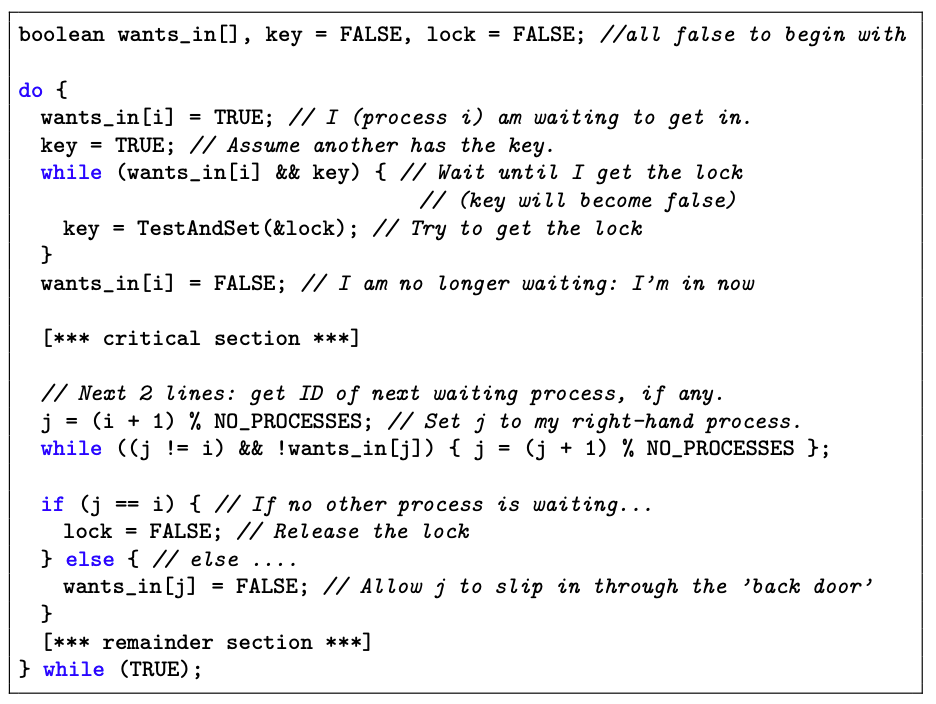 boolean wants_in[], key = FALSE, lock = FALSE; //all false to begin with
do {
wants_in[i] = TRUE; // I (process i) am waiting to get in.
key = TRUE; // Assume another has the key.
while (wants_in[i] && key) { // Wait until I get the lock
// (key will become false)
key = TestAndSet(&lock); // Try to get the lock
}
wants_in[i] = FALSE; // I am no longer waiting: I'm in now
[*** critical section ***]
// Next 2 lines: get ID of next waiting process, if any.
j = (i + 1) % NO_PROCESSES; // Set j to my right-hand process.
while ((j != i) && !wants_in[j]) { j = (j + 1) % NO_PROCESSES };
if (j == i) { // If no other process is waiting...
lock = FALSE; // Release the lock
} else { // else ....
wants_in[j] = FALSE; // Allow j to slip in through the 'back door'
}
[*** remainder section ***]
} while (TRUE);